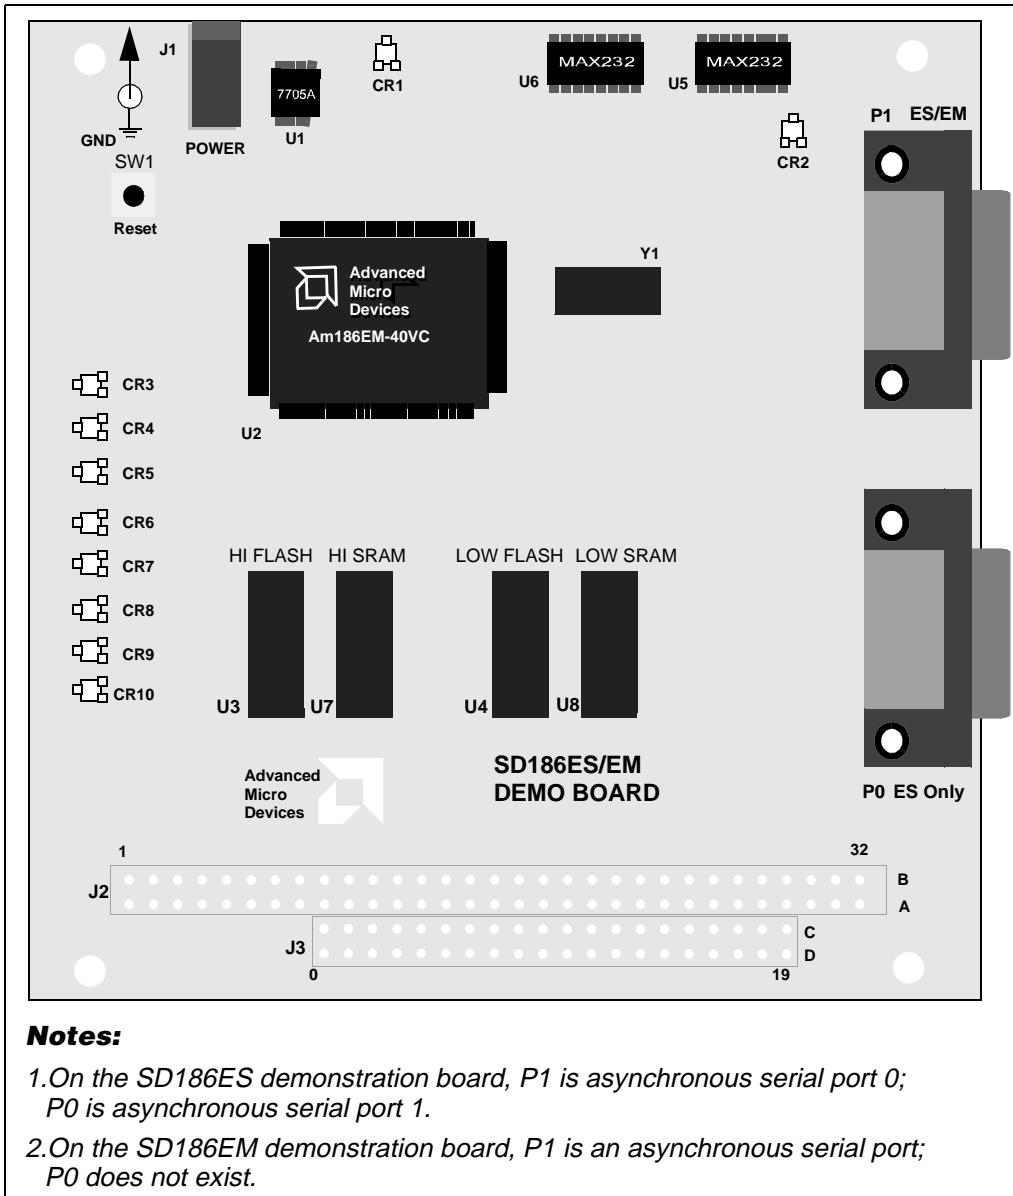 J1
7705A
U1
CR1
U6
MAX232
U5
MAX232
P1 ES/EM
GND
POWER
CR2
SW1
Reset
Y1
Advanced
Micro
Devices
Am186EM-40VC
U2
CR3
CR4
CR5
CR6
CR7
CR8
CR9
CR10
HI FLASH HI SRAM LOW FLASH LOW SRAM
U3 U7 U4 U8
Advanced
Micro
Devices
SD186ES/EM
DEMO BOARD
P0 ES Only
1 32
J2
B
A
J3
C
D
0 19
Notes:
1.On the SD186ES demonstration board, P1 is asynchronous serial port 0;
P0 is asynchronous serial port 1.
2.On the SD186EM demonstration board, P1 is an asynchronous serial port;
P0 does not exist.